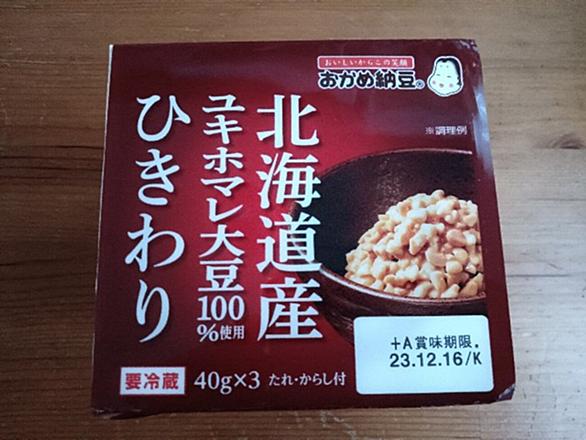 おいしいからこの笑顔
おかめ納豆®
※調理例
北海道産
ユキホマレ大豆100%使用
ひきわり
+A賞味期限.
23.12.16/K
要冷蔵
40g×3 たれ・からし付